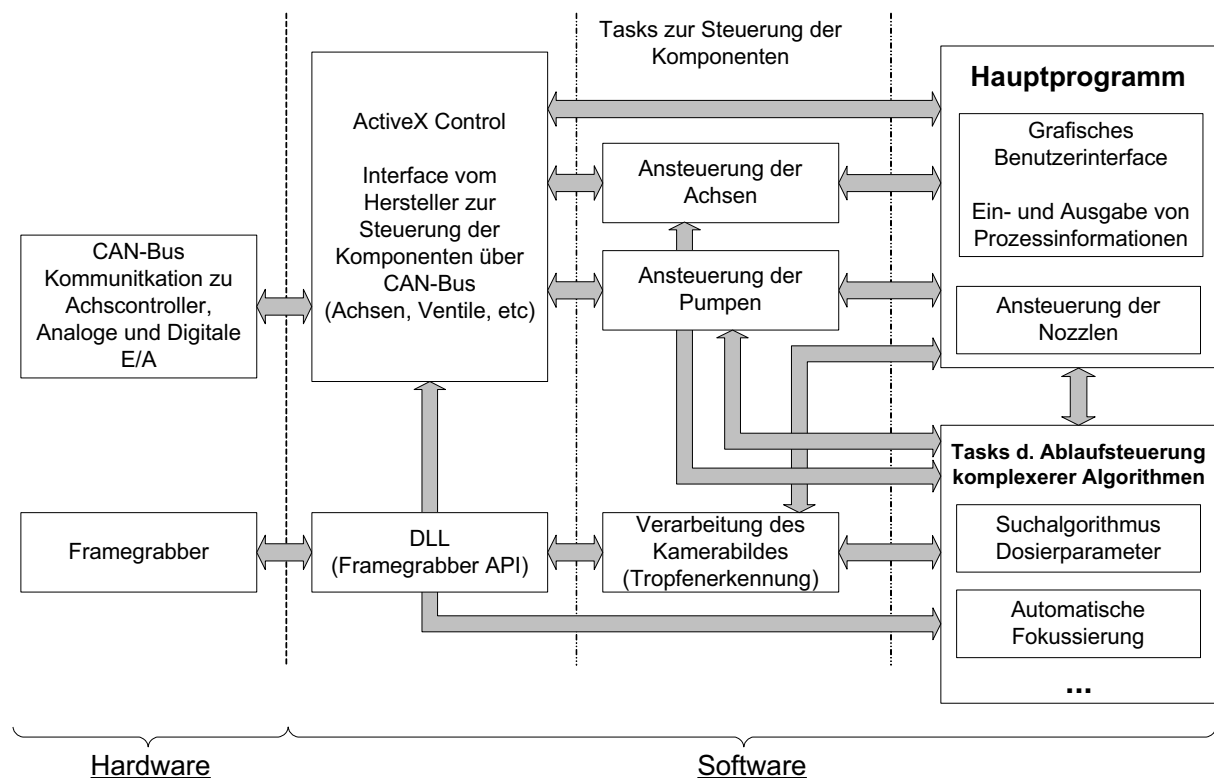 Tasks zur Steuerung der
Komponenten
Hauptprogramm
Grafisches
Benutzerinterface
Ein- und Ausgabe von
Prozessinformationen
Ansteuerung der
Nozzlen
ActiveX Control
Interface vom
Hersteller zur
Steuerung der
Komponenten über
CAN-Bus
(Achsen, Ventile, etc)
Ansteuerung der
Achsen
Ansteuerung der
Pumpen
CAN-Bus
Kommunitkation zu
Achscontroller,
Analoge und Digitale
E/A
Tasks d. Ablaufsteuerung
komplexerer Algorithmen
Suchalgorithmus
Dosierparameter
Automatische
Fokussierung
...
Framegrabber
DLL
(Framegrabber API)
Verarbeitung des
Kamerabildes
(Tropfenerkennung)
Hardware
Software